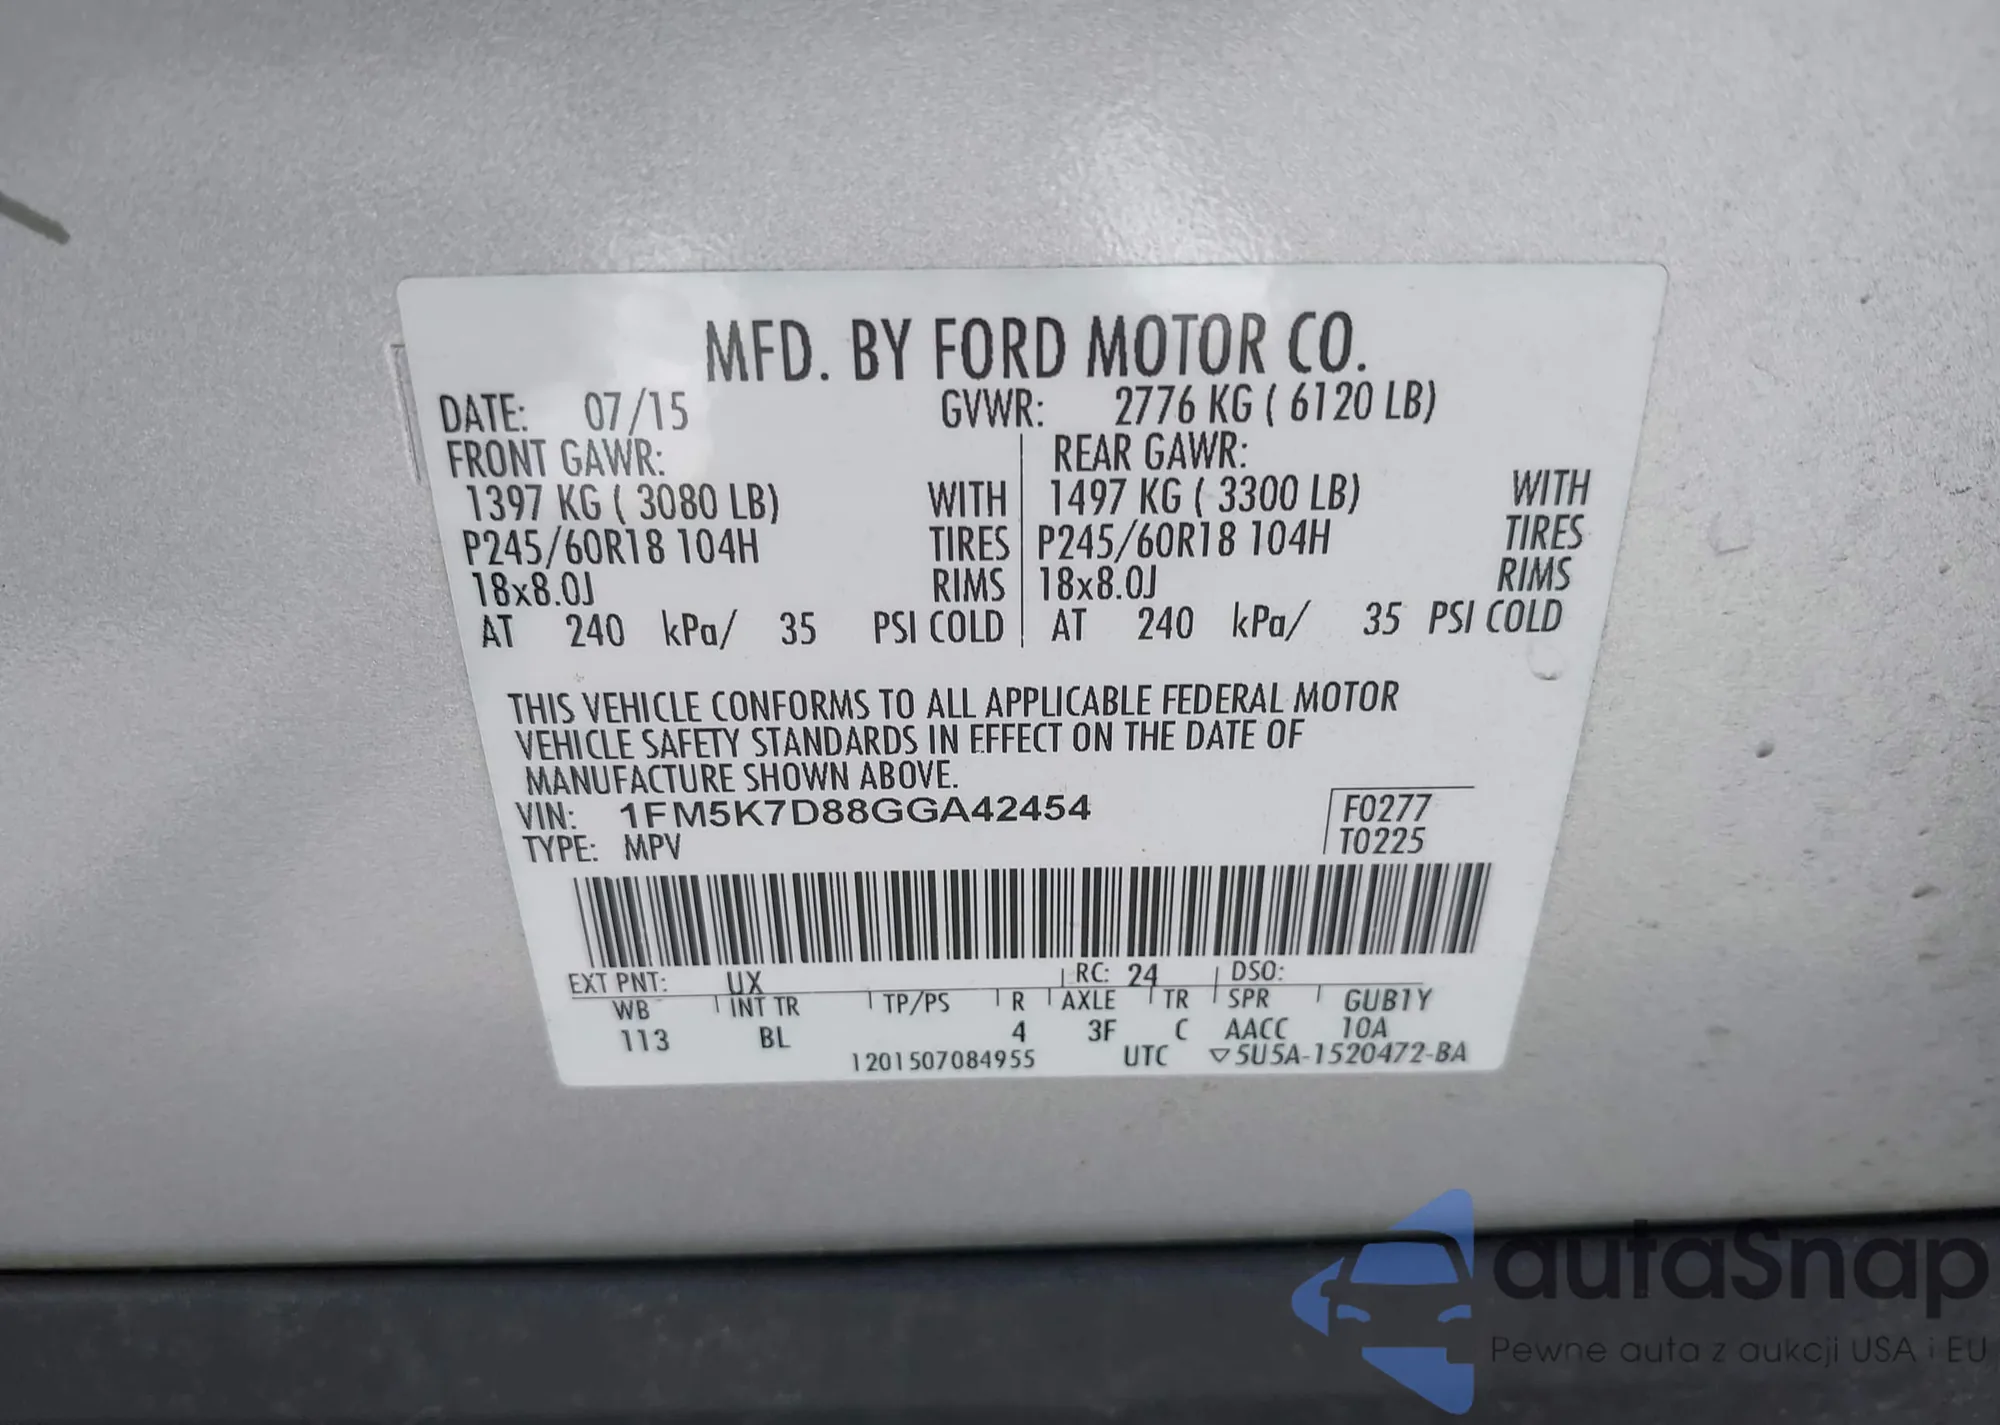 MFD. BY FORD MOTOR CO.
DATE: 07/15 GVWR: 2776 KG ( 6120 LB)
FRONT GAWR: REAR GAWR:
1397 KG ( 3080 LB) WITH 1497 KG ( 3300 LB) WITH
P245/60R18 104H TIRES P245/60R18 104H TIRES
18x8.0J RIMS 18x8.0J RIMS
AT 240 kPa/ 35 PSI COLD AT 240 kPa/ 35 PSI COLD
THIS VEHICLE CONFORMS TO ALL APPLICABLE FEDERAL MOTOR
VEHICLE SAFETY STANDARDS IN EFFECT ON THE DATE OF
MANUFACTURE SHOWN ABOVE.
VIN: 1FM5K7D88GGA42454 F0277
TYPE: MPV T0225
EXT PNT: UX RC: 24 DSO:
WB INT TR TP/PS R AXLE TR SPR GUB1Y
113 BL 4 3F C AACC 10A
1201507084955 UTC ▽5U5A-1520472-BA
autoSnap
Pewne auta z aukcji USA i EU